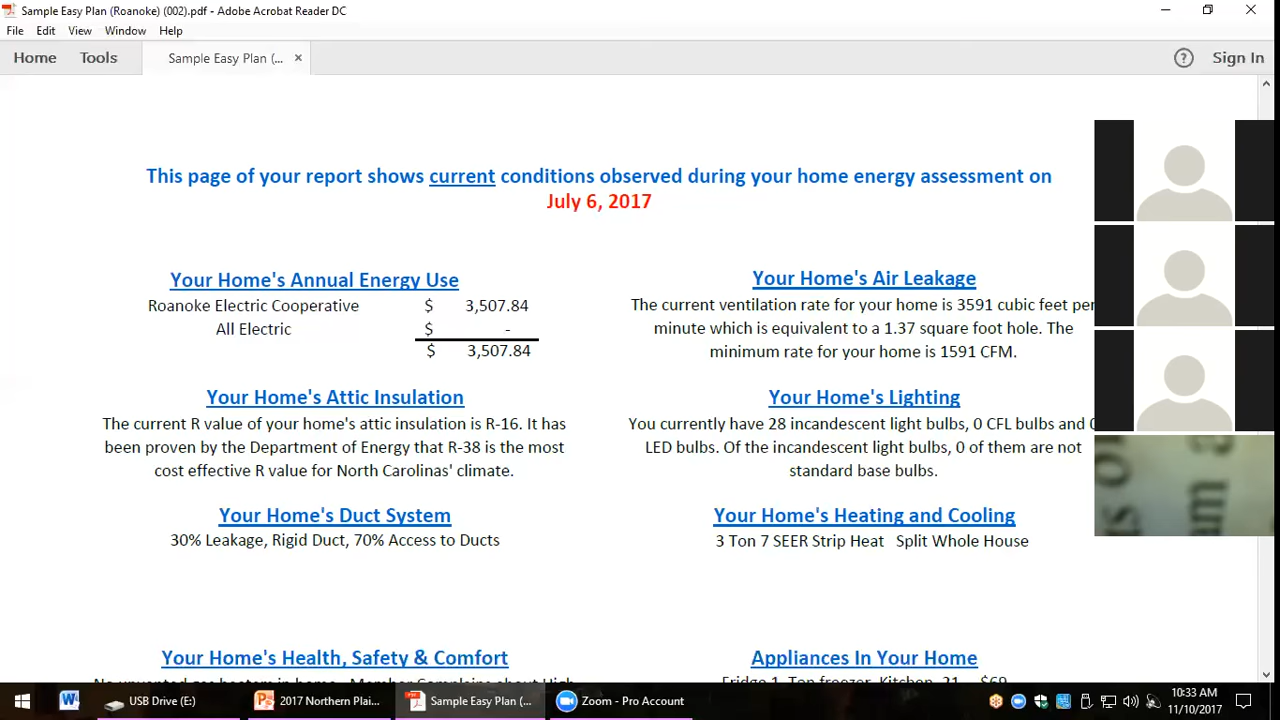 Sample Easy Plan (Roanoke) (002).pdf - Adobe Acrobat Reader DC
File Edit View Window Help
Home Tools Sample Easy Plan (... × ? Sign In
This page of your report shows current conditions observed during your home energy assessment on
July 6, 2017
Your Home's Annual Energy Use
Roanoke Electric Cooperative $ 3,507.84
All Electric $ -
$ 3,507.84
Your Home's Air Leakage
The current ventilation rate for your home is 3591 cubic feet per
minute which is equivalent to a 1.37 square foot hole. The
minimum rate for your home is 1591 CFM.
Your Home's Attic Insulation
The current R value of your home's attic insulation is R-16. It has
been proven by the Department of Energy that R-38 is the most
cost effective R value for North Carolinas' climate.
Your Home's Lighting
You currently have 28 incandescent light bulbs, 0 CFL bulbs and 0
LED bulbs. Of the incandescent light bulbs, 0 of them are not
standard base bulbs.
Your Home's Duct System
30% Leakage, Rigid Duct, 70% Access to Ducts
Your Home's Heating and Cooling
3 Ton 7 SEER Strip Heat Split Whole House
Your Home's Health, Safety & Comfort
Appliances In Your Home
USB Drive (E:) 2017 Northern Plai... Sample Easy Plan (... Zoom - Pro Account
10:33 AM
11/10/2017